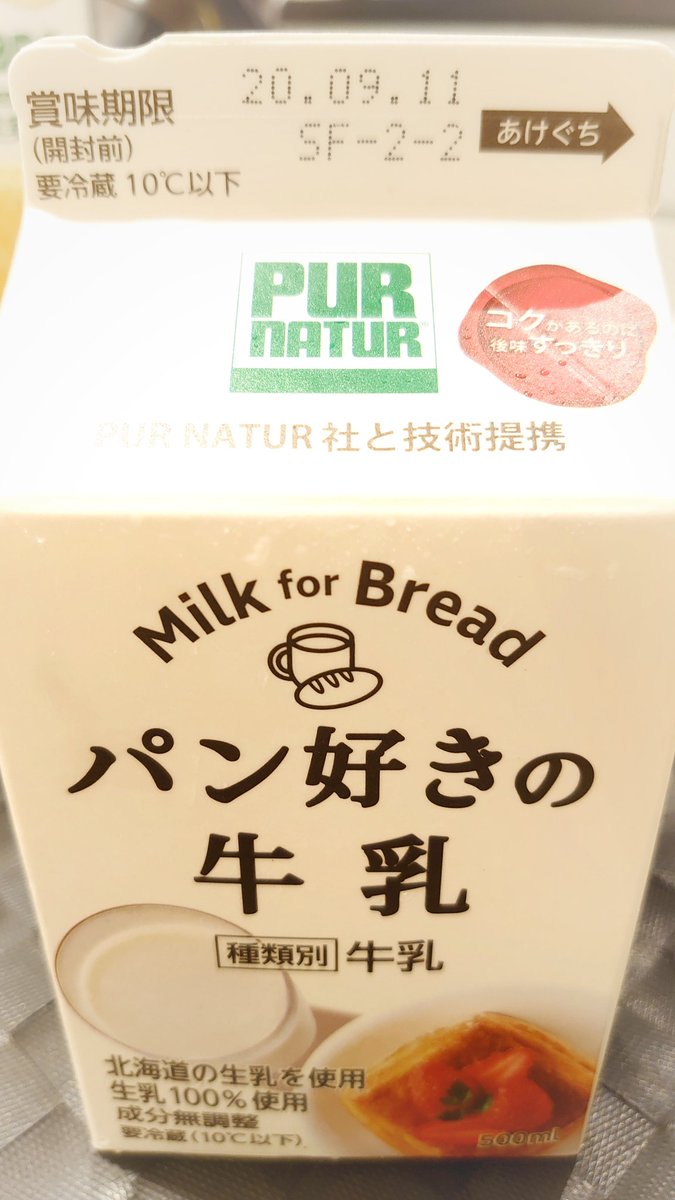 賞味期限
(開封前)
要冷蔵 10℃以下
20.09.11
SF-2-2
あけぐち
PUR
NATUR
コクがあるのに
後味すっきり
PUR NATUR 社と技術提携
Milk for Bread
パン好きの
牛乳
種類別 牛乳
北海道の生乳を使用
生乳100%使用
成分無調整
要冷蔵(10℃以下)
500ml